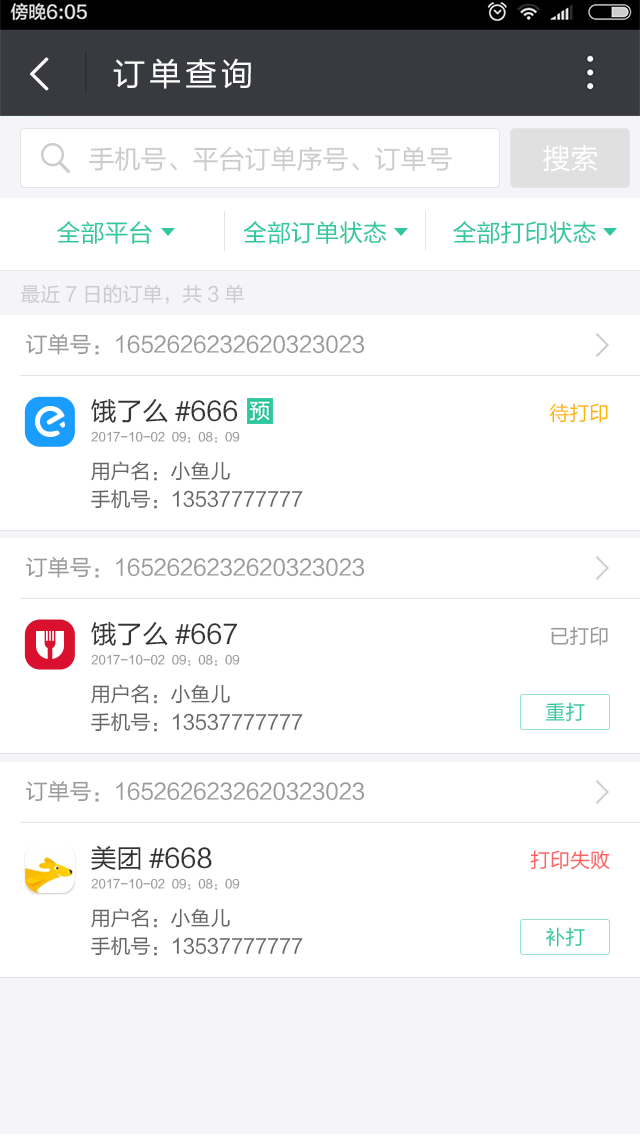 傍晚6:05
订单查询
手机号、平台订单序号、订单号
搜索
全部平台
全部订单状态
全部打印状态
最近 7 日的订单，共 3 单
订单号：1652626232620323023
饿了么 #666 预
待打印
2017-10-02 09：08：09
用户名：小鱼儿
手机号：13537777777
订单号：1652626232620323023
饿了么 #667
已打印
2017-10-02 09：08：09
用户名：小鱼儿
手机号：13537777777
重打
订单号：1652626232620323023
美团 #668
打印失败
2017-10-02 09：08：09
用户名：小鱼儿
手机号：13537777777
补打